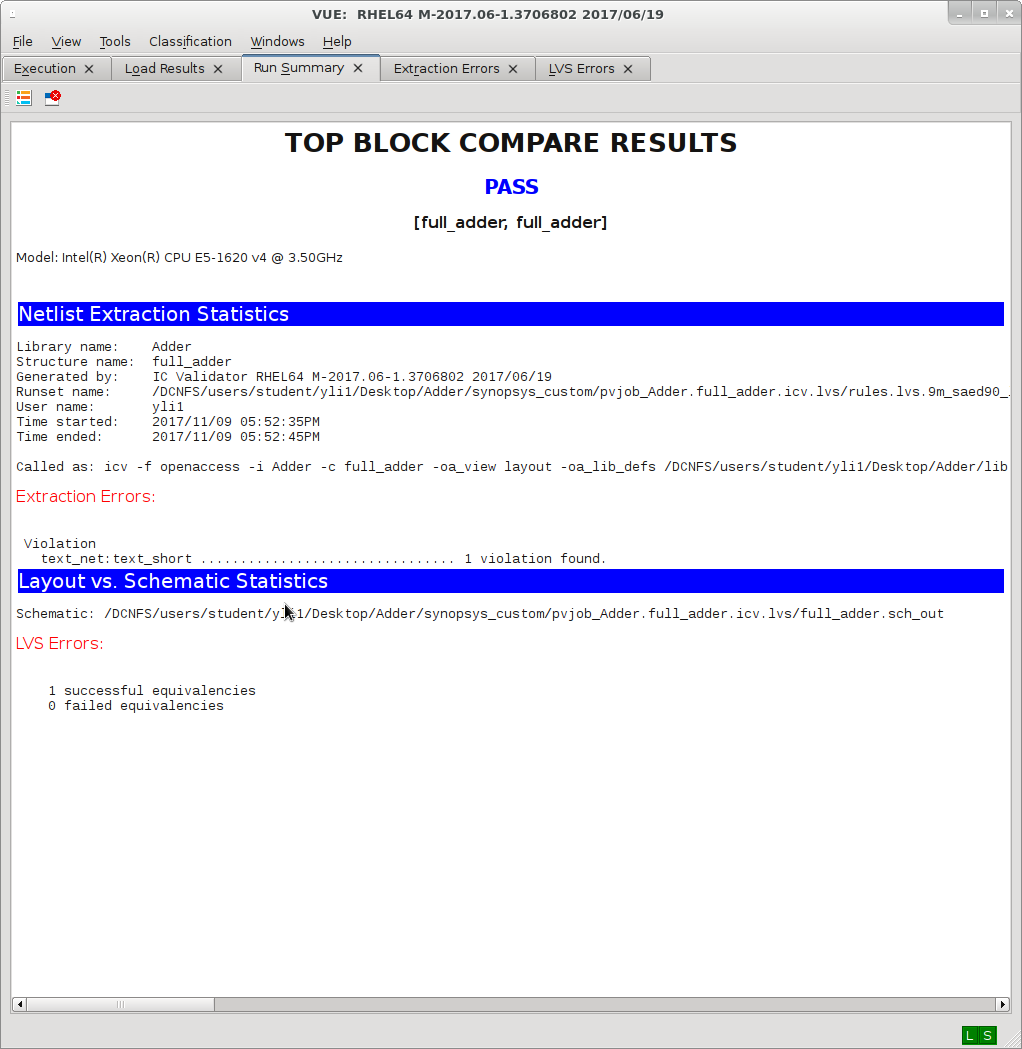 VUE: RHEL64 M-2017.06-1.3706802 2017/06/19
File View Tools Classification Windows Help
Execution Load Results Run Summary Extraction Errors LVS Errors
TOP BLOCK COMPARE RESULTS
PASS
[full_adder, full_adder]
Model: Intel(R) Xeon(R) CPU E5-1620 v4 @ 3.50GHz
Netlist Extraction Statistics
Library name: Adder
Structure name: full_adder
Generated by: IC Validator RHEL64 M-2017.06-1.3706802 2017/06/19
Runset name: /DCNFS/users/student/yli1/Desktop/Adder/synopsys_custom/pvjob_Adder.full_adder.icv.lvs/rules.lvs.9m_saed90_
User name: yli1
Time started: 2017/11/09 05:52:35PM
Time ended: 2017/11/09 05:52:45PM
Called as: icv -f openaccess -i Adder -c full_adder -oa_view layout -oa_lib_defs /DCNFS/users/student/yli1/Desktop/Adder/lib
Extraction Errors:
Violation
text_net:text_short ................................ 1 violation found.
Layout vs. Schematic Statistics
Schematic: /DCNFS/users/student/yli1/Desktop/Adder/synopsys_custom/pvjob_Adder.full_adder.icv.lvs/full_adder.sch_out
LVS Errors:
1 successful equivalencies
0 failed equivalencies
L S